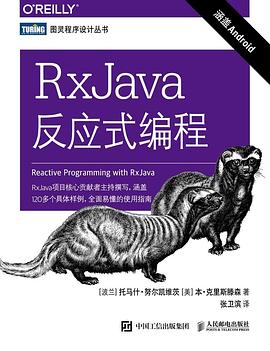 O'REILLY®
TURING 图灵程序设计丛书
涵盖Android
RxJava
反应式编程
Reactive Programming with RxJava
RxJava项目核心贡献者主持撰写，涵盖
120多个具体样例，全面易懂的使用指南
[波兰] 托马什·努尔凯维茨 [美] 本·克里斯滕森 著
张卫滨 译
中国工信出版集团 人民邮电出版社